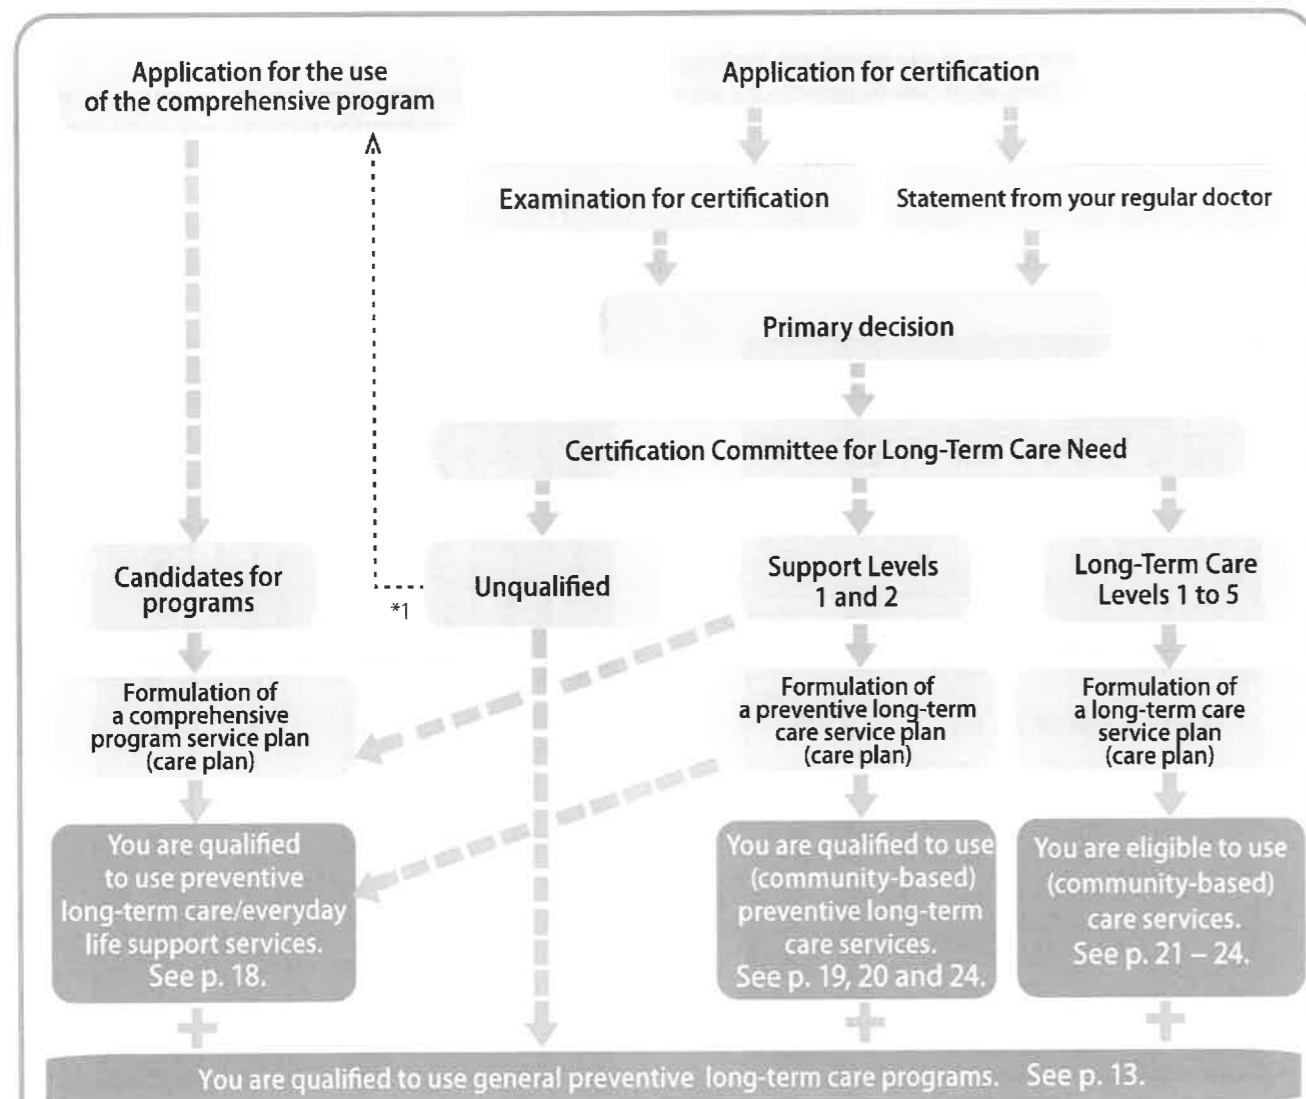 Application for the use
of the comprehensive program
Application for certification
Examination for certification
Statement from your regular doctor
Primary decision
Certification Committee for Long-Term Care Need
Candidates for
programs
*1
Unqualified
Support Levels
1 and 2
Long-Term Care
Levels 1 to 5
Formulation of
a comprehensive
program service plan
(care plan)
Formulation of
a preventive long-term
care service plan
(care plan)
Formulation of
a long-term care
service plan
(care plan)
You are qualified
to use preventive
long-term care/everyday
life support services.
See p. 18.
You are qualified to use
(community-based)
preventive long-term
care services.
See p. 19, 20 and 24.
You are eligible to use
(community-based)
care services.
See p. 21 – 24.
You are qualified to use general preventive long-term care programs. See p. 13.